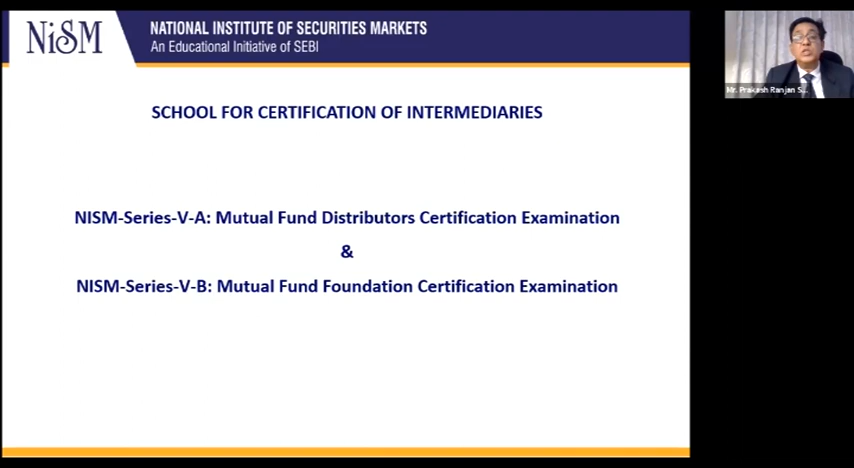 NiSM
NATIONAL INSTITUTE OF SECURITIES MARKETS
An Educational Initiative of SEBI
Mr. Prakash Ranjan S...
SCHOOL FOR CERTIFICATION OF INTERMEDIARIES
NISM-Series-V-A: Mutual Fund Distributors Certification Examination
&
NISM-Series-V-B: Mutual Fund Foundation Certification Examination